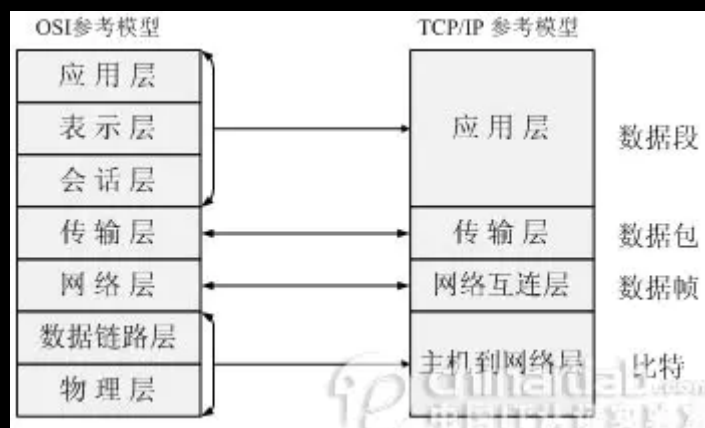 OSI参考模型
TCP/IP 参考模型
应用层
表示层
会话层
传输层
网络层
数据链路层
物理层
应用层
传输层
网络互连层
主机到网络层
数据段
数据包
数据帧
比特